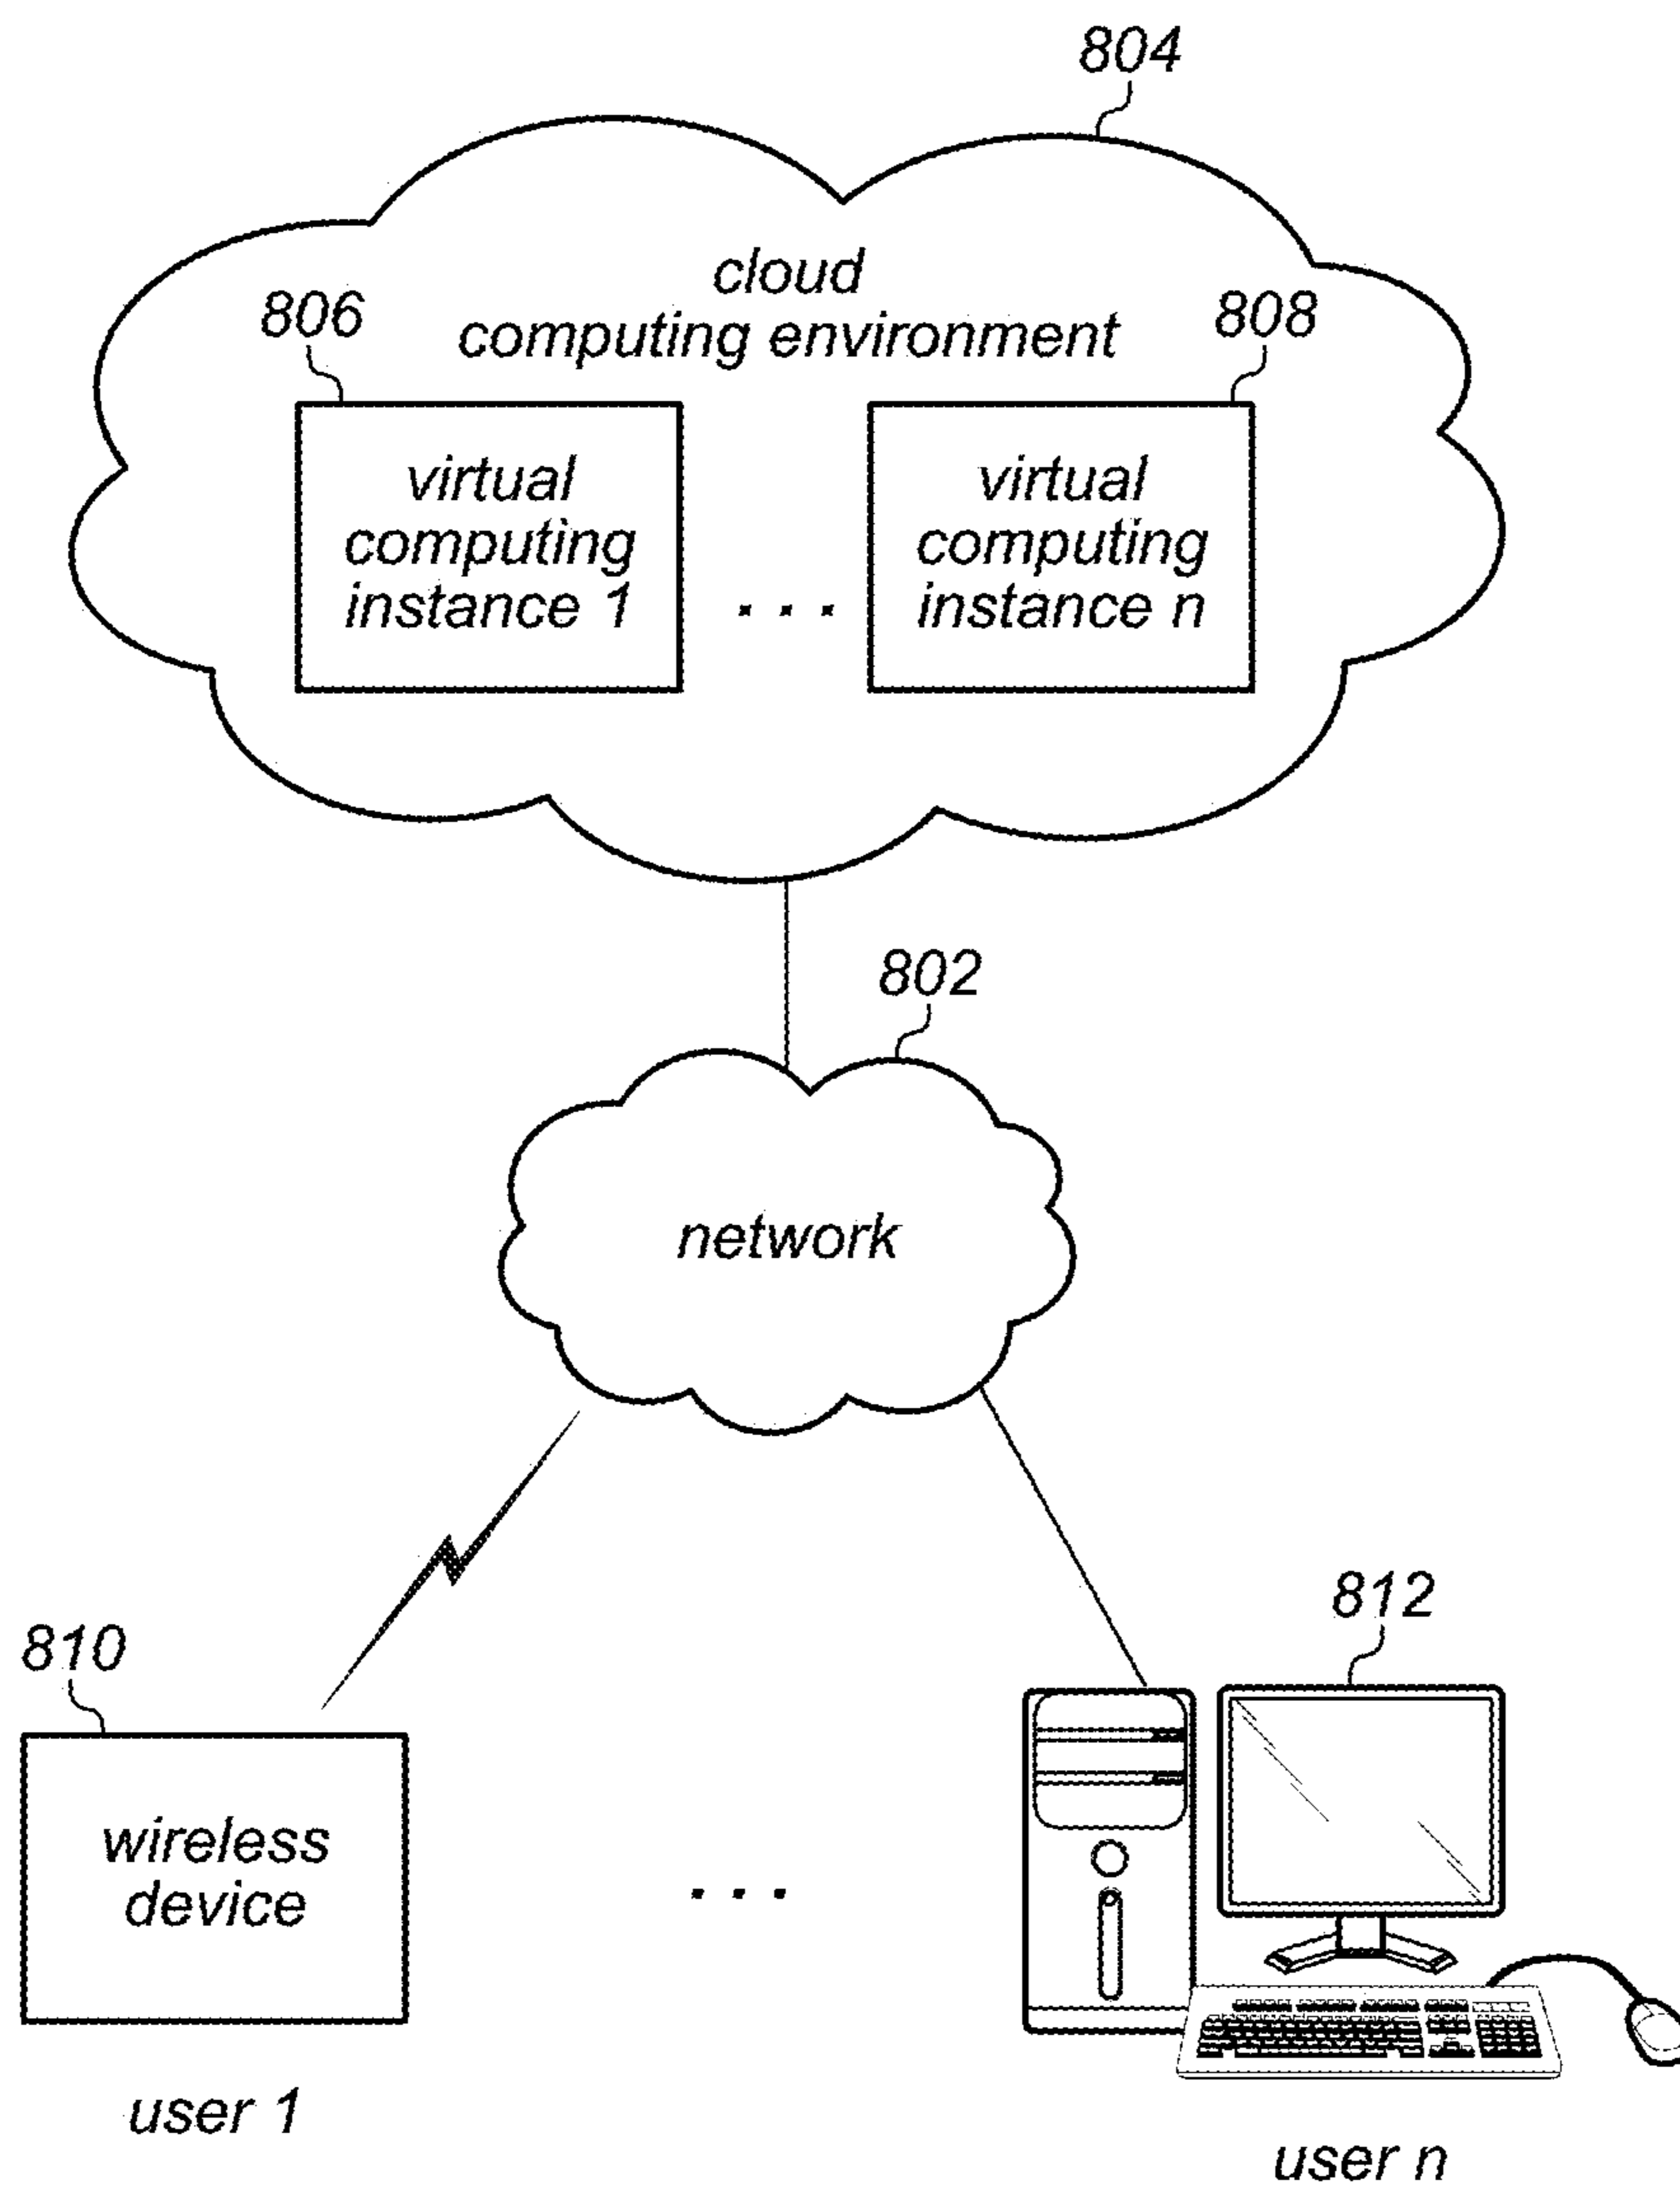 804
cloud
computing environment
806
808
virtual
computing
instance 1
. . .
virtual
computing
instance n
802
network
810
812
wireless
device
. . .
user 1
user n